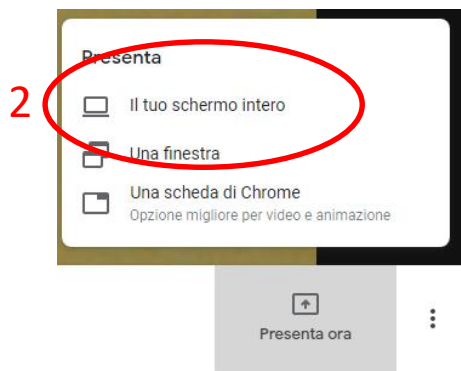 Presenta
2
Il tuo schermo intero
Una finestra
Una scheda di Chrome
Opzione migliore per video e animazione
Presenta ora